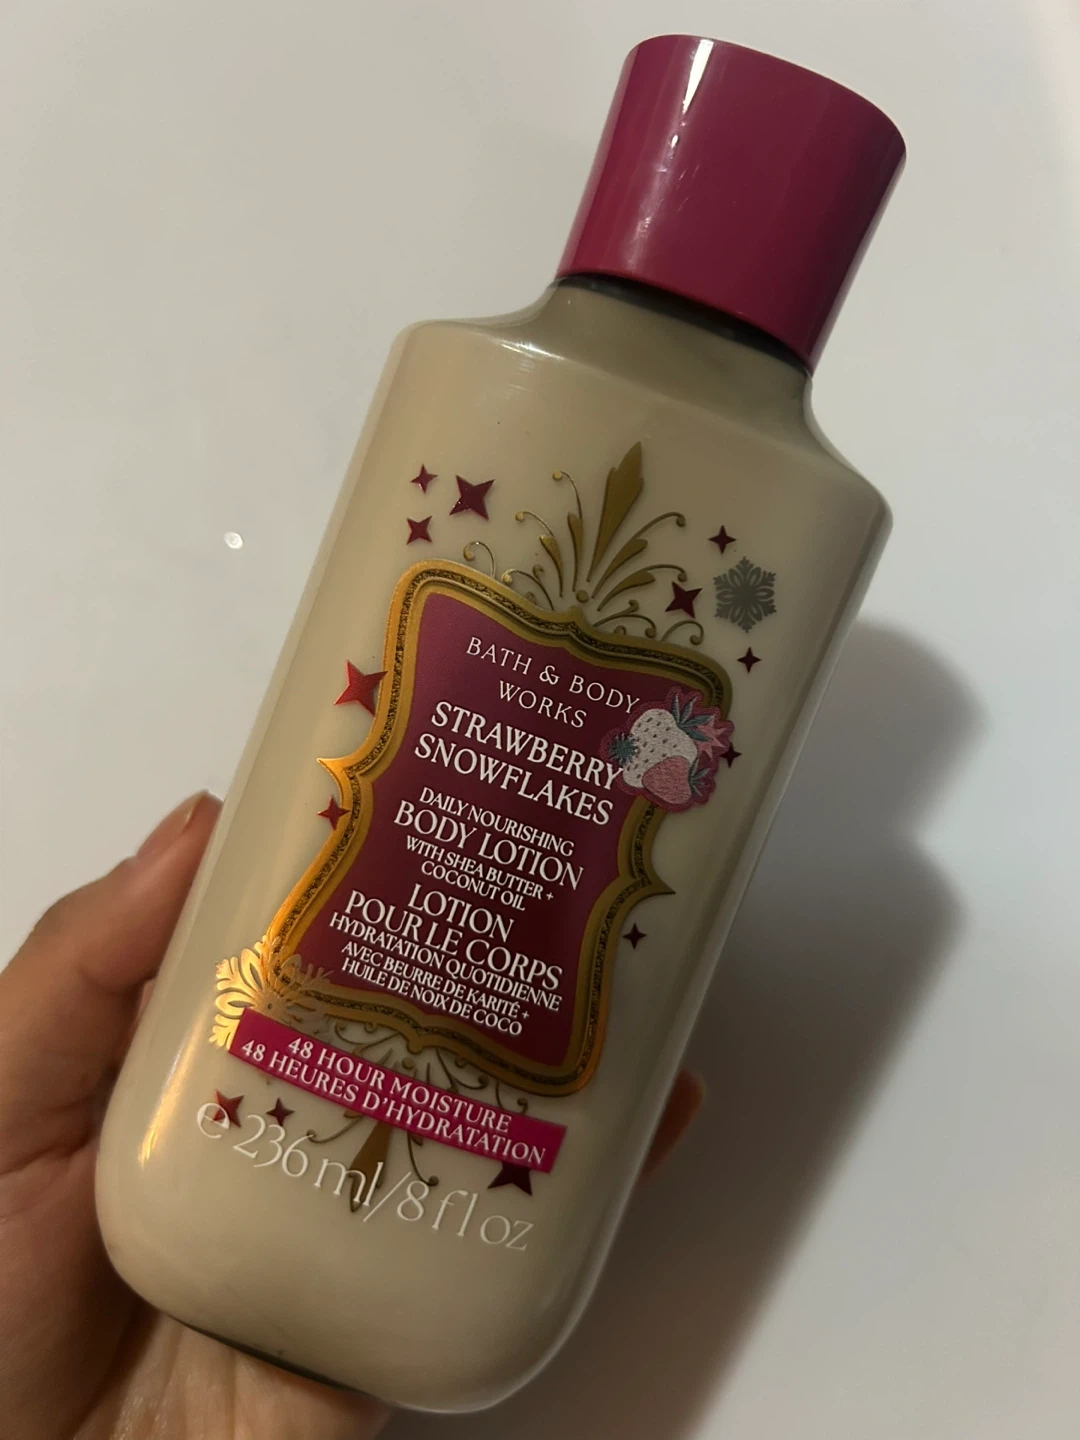 BATH & BODY
WORKS
STRAWBERRY
SNOWFLAKES
DAILY NOURISHING
BODY LOTION
WITH SHEA BUTTER +
COCONUT OIL
LOTION
POUR LE CORPS
HYDRATATION QUOTIDIENNE
AVEC BEURRE DE KARITÉ +
HUILE DE NOIX DE COCO
48 HOUR MOISTURE
48 HEURES D'HYDRATATION
℮ 236 ml/8 fl oz